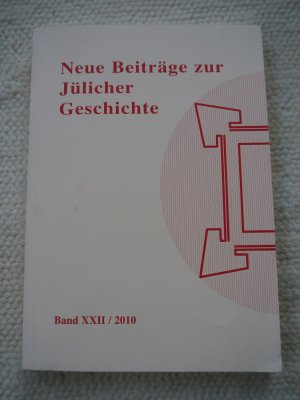 Neue Beiträge zur
Jülicher
Geschichte
Band XXII / 2010